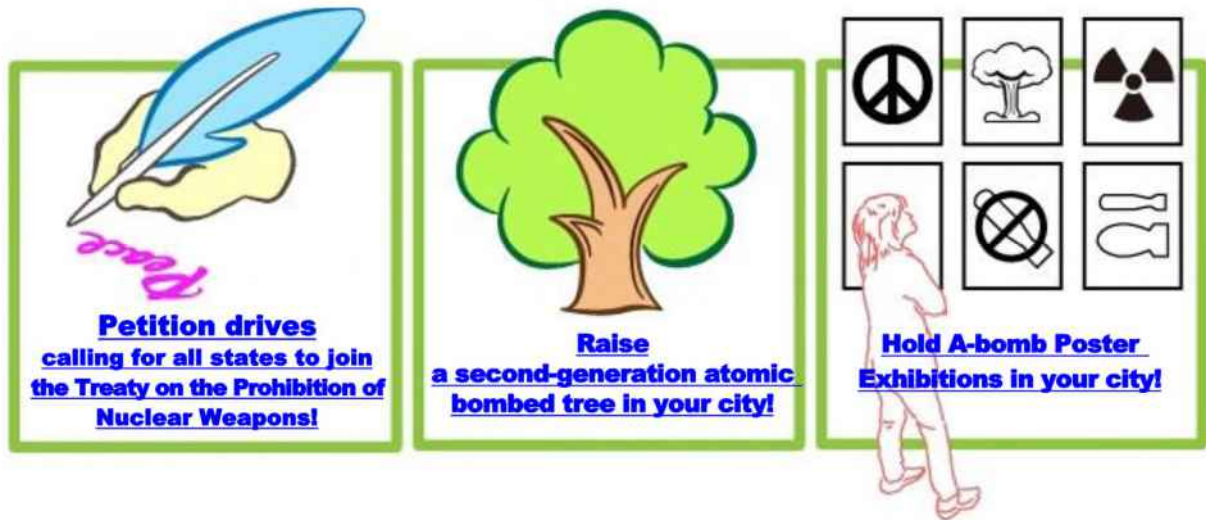 Peace
Petition drives
calling for all states to join
the Treaty on the Prohibition of
Nuclear Weapons!
Raise
a second-generation atomic
bombed tree in your city!
Hold A-bomb Poster
Exhibitions in your city!